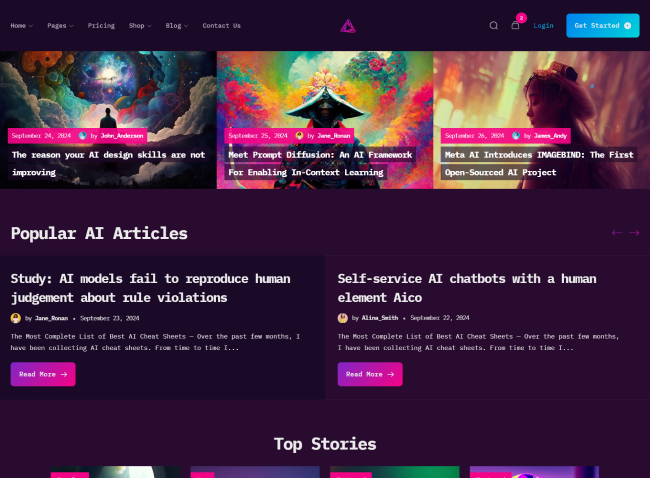 Home Pages Pricing Shop Blog Contact Us
2
Login
Get Started
September 24, 2024 by John_Anderson
The reason your AI design skills are not
improving
September 25, 2024 by Jane_Ronan
Meet Prompt Diffusion: An AI Framework
For Enabling In-Context Learning
September 26, 2024 by James_Andy
Meta AI Introduces IMAGEBIND: The First
Open-Sourced AI Project
Popular AI Articles
Study: AI models fail to reproduce human
judgement about rule violations
by Jane_Ronan • September 23, 2024
The Most Complete List of Best AI Cheat Sheets — Over the past few months, I
have been collecting AI cheat sheets. From time to time I...
Read More
Self-service AI chatbots with a human
element Aico
by Alina_Smith • September 22, 2024
The Most Complete List of Best AI Cheat Sheets — Over the past few months,
I have been collecting AI cheat sheets. From time to time I...
Read More
Top Stories